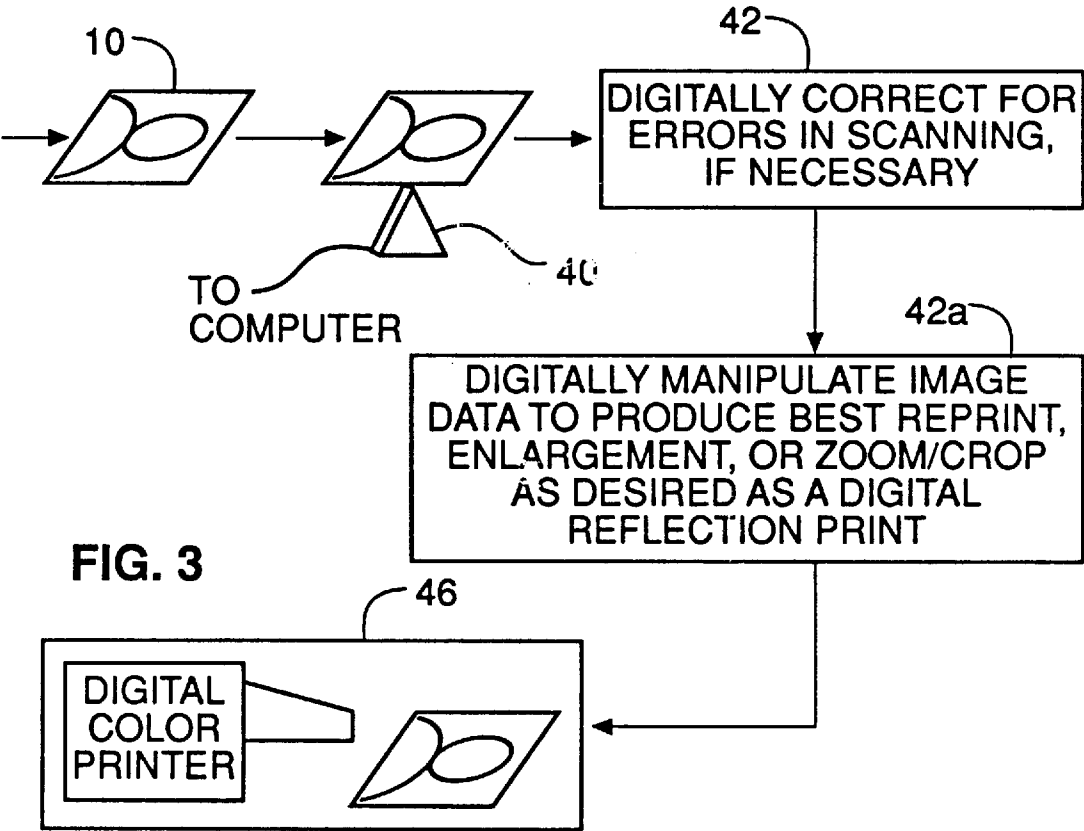 10
42
DIGITALLY CORRECT FOR
ERRORS IN SCANNING,
IF NECESSARY
40
TO
COMPUTER
42a
DIGITALLY MANIPULATE IMAGE
DATA TO PRODUCE BEST REPRINT,
ENLARGEMENT, OR ZOOM/CROP
AS DESIRED AS A DIGITAL
REFLECTION PRINT
FIG. 3
46
DIGITAL
COLOR
PRINTER